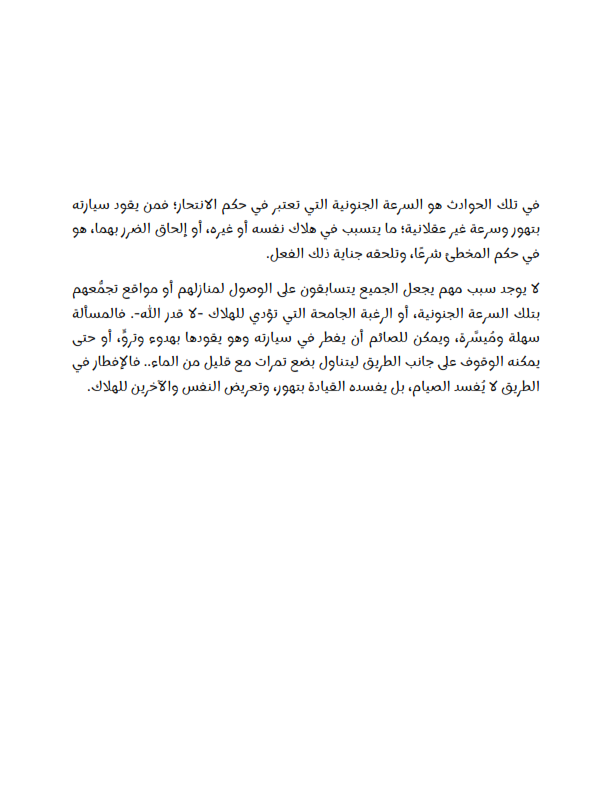 في تلك الحوادث هو السرعة الجنونية التي تعتبر في حكم الانتحار؛ فمن يقود سيارته
بتهور وسرعة غير عقلانية؛ ما يتسبب في هلاك نفسه أو غيره، أو إلحاق الضرر بهما، هو
في حكم المخطئ شرعًا، وتلحقه جناية ذلك الفعل.
لا يوجد سبب مهم يجعل الجميع يتسابقون على الوصول لمنازلهم أو مواقع تجمُّعهم
بتلك السرعة الجنونية، أو الرغبة الجامحة التي تؤدي للهلاك -لا قدر الله-. فالمسألة
سهلة ومُيسَّرة، ويمكن للصائم أن يفطر في سيارته وهو يقودها بهدوء وتروٍّ، أو حتى
يمكنه الوقوف على جانب الطريق ليتناول بضع تمرات مع قليل من الماء.. فالإفطار في
الطريق لا يُفسد الصيام، بل يفسده القيادة بتهور، وتعريض النفس والآخرين للهلاك.